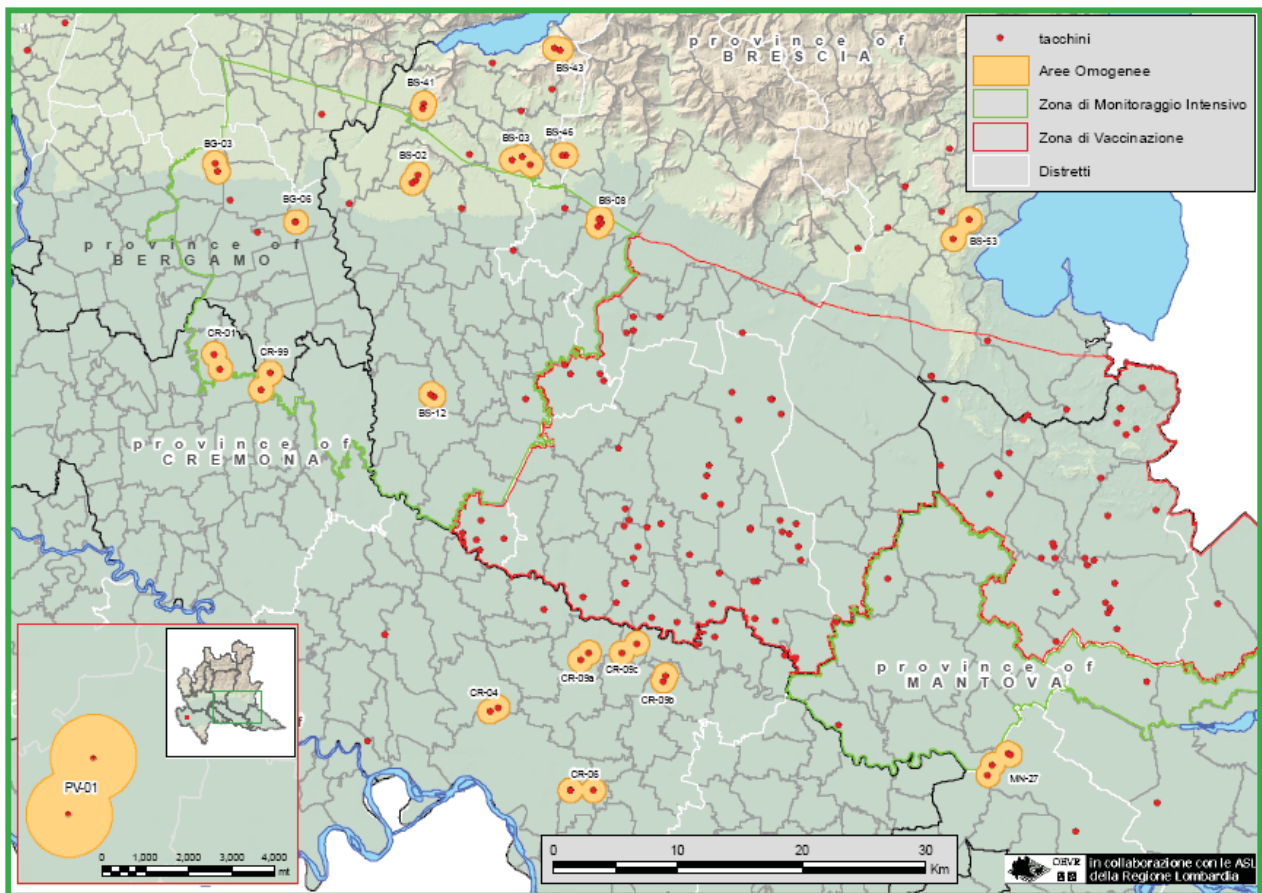 province of
BRESCIA
tacchini
Aree Omogenee
Zona di Monitoraggio Intensivo
Zona di Vaccinazione
Distretti
BS-43
BS-41
BG-03
BS-03
BS-46
BS-02
BG-06
BS-08
BS-53
province of
BERGAMO
CR-01
CR-99
BS-12
province of
CREMONA
CR-09a
CR-09c
CR-09b
province of
MANTOVA
CR-04
CR-06
MN-27
PV-01
0 1,000 2,000 3,000 4,000
mt
0 10 20 30
Km
in collaborazione con le ASL
della Regione Lombardia